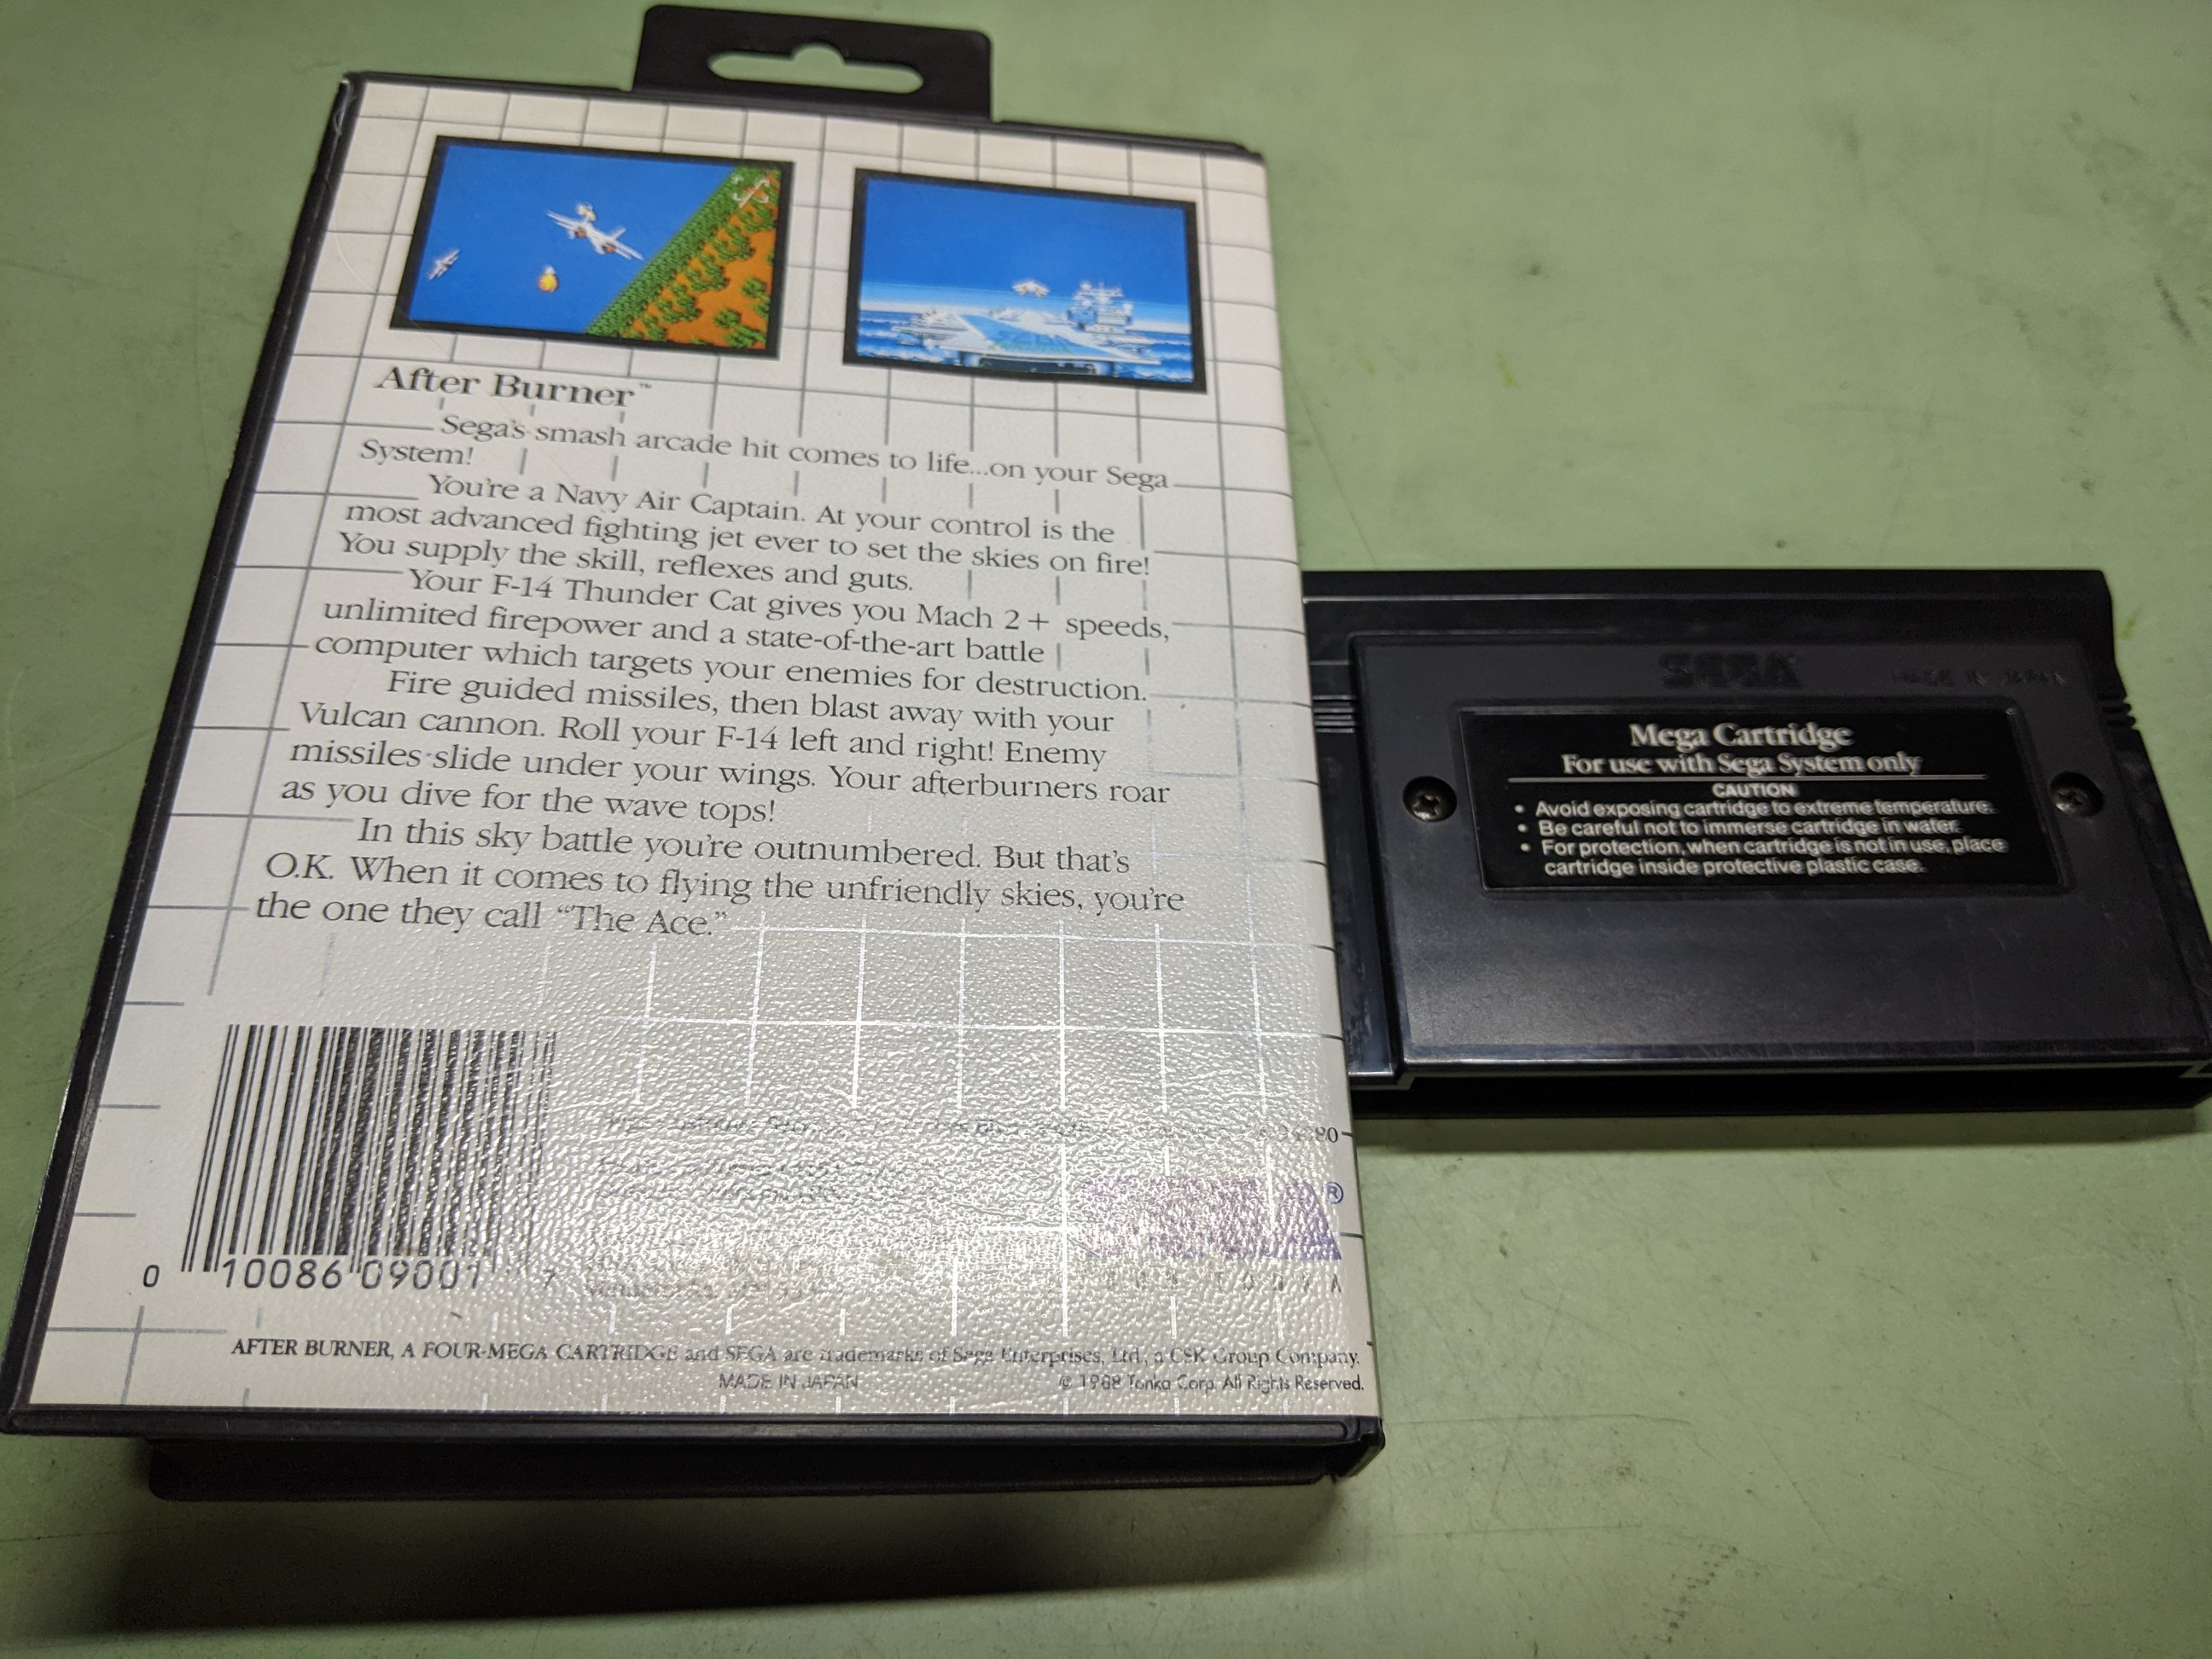 After Burner™
Sega's smash arcade hit comes to life...on your Sega
System!
You're a Navy Air Captain. At your control is the
most advanced fighting jet ever to set the skies on fire!
You supply the skill, reflexes and guts.
Your F-14 Thunder Cat gives you Mach 2+ speeds,
unlimited firepower and a state-of-the-art battle
computer which targets your enemies for destruction.
Fire guided missiles, then blast away with your
Vulcan cannon. Roll your F-14 left and right! Enemy
missiles slide under your wings. Your afterburners roar
as you dive for the wave tops!
In this sky battle you're outnumbered. But that's
O.K. When it comes to flying the unfriendly skies, you're
the one they call “The Ace.”
®
0 10086 09001 7
AFTER BURNER, A FOUR-MEGA CARTRIDGE and SEGA are trademarks of Sega Enterprises, Ltd., a CSK Group Company.
MADE IN JAPAN © 1988 Tonka Corp. All Rights Reserved.
SEGA MADE IN JAPAN
Mega Cartridge
For use with Sega System only
CAUTION
• Avoid exposing cartridge to extreme temperature.
• Be careful not to immerse cartridge in water.
• For protection, when cartridge is not in use, place
cartridge inside protective plastic case.